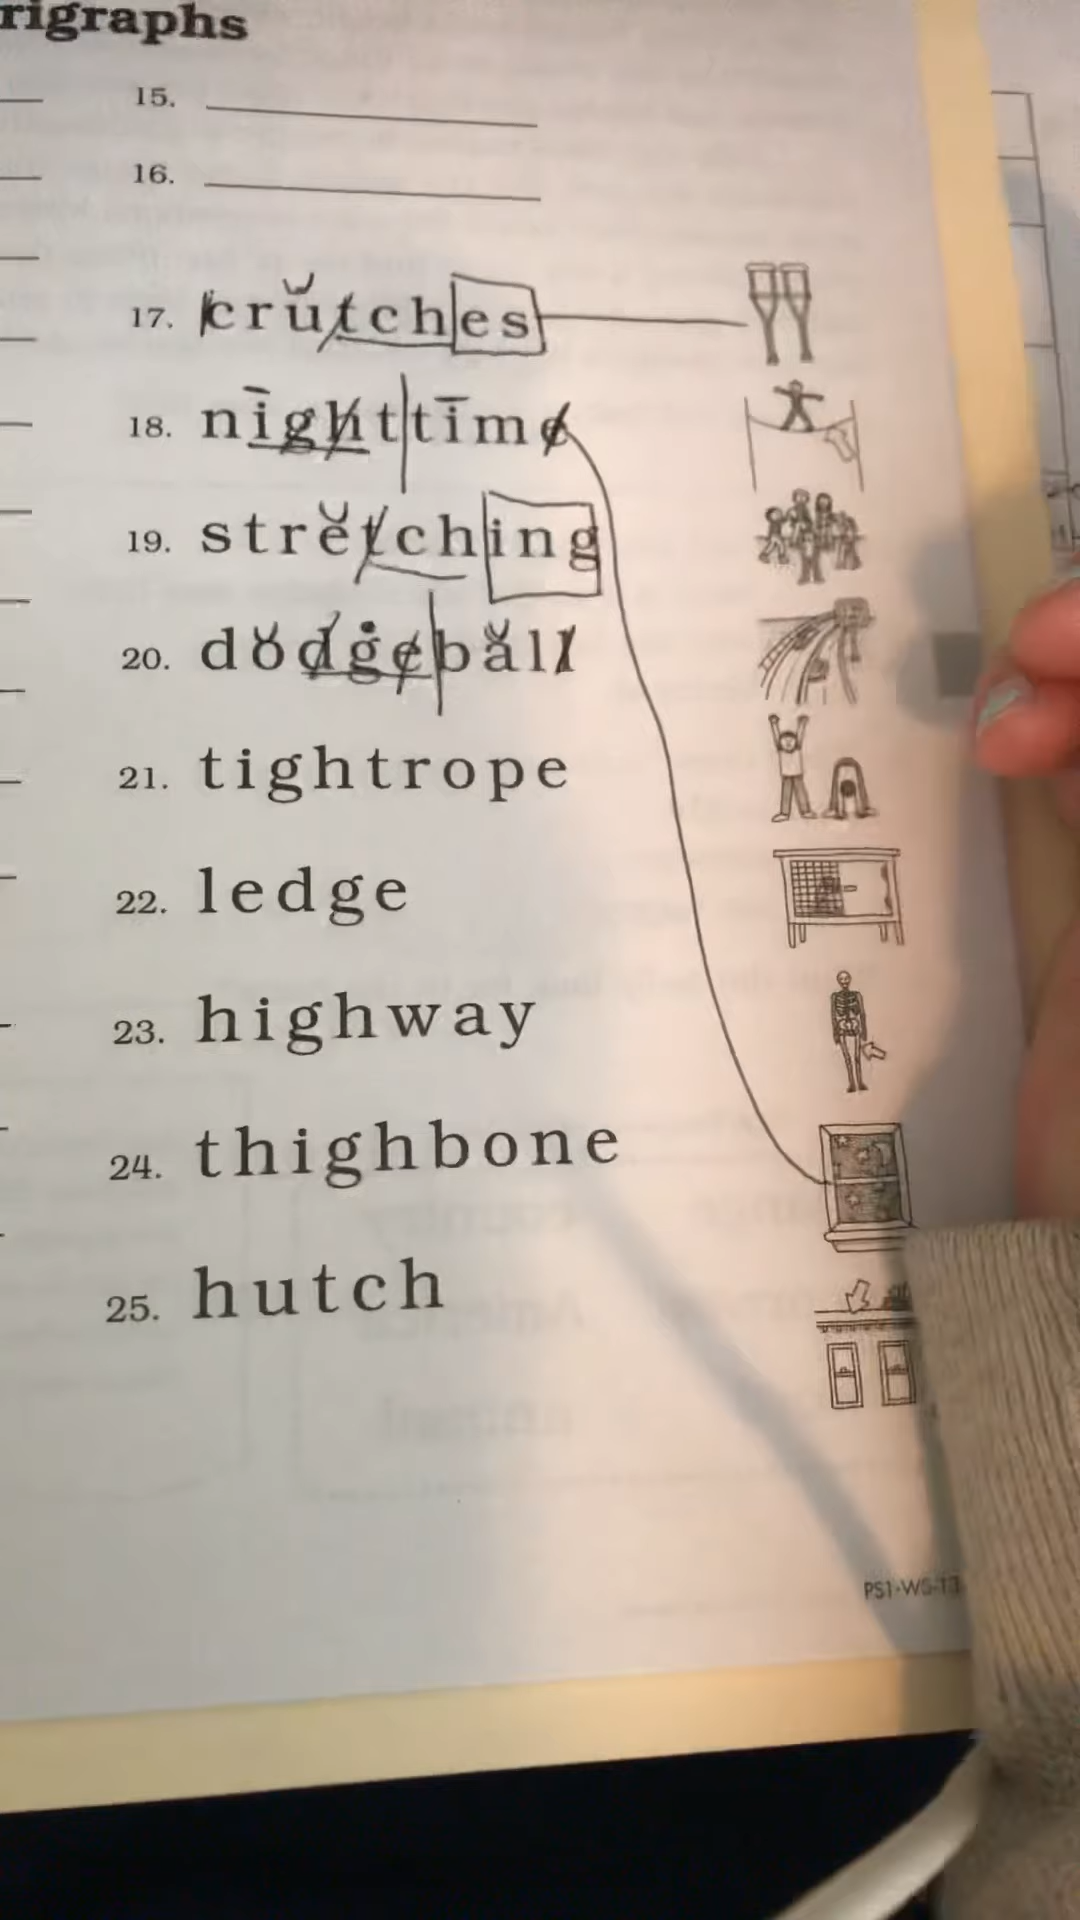 rigraphs
15.
16.
17. crutches
18. nighttime
19. stretching
20. dodgeball
21. tightrope
22. ledge
23. highway
24. thighbone
25. hutch
PS1-WS-13